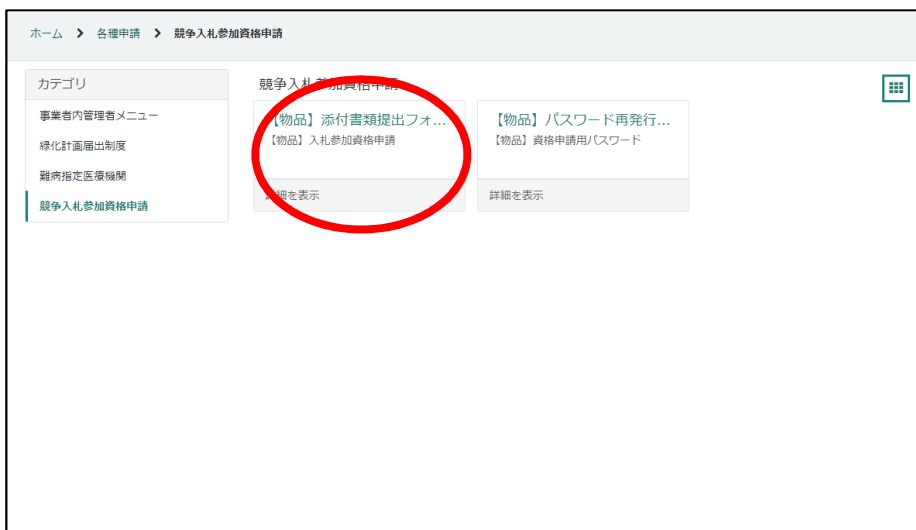 ホーム > 各種申請 > 競争入札参加資格申請
カテゴリ
事業者内管理者メニュー
緑化計画届出制度
難病指定医療機関
競争入札参加資格申請
競争入札参加資格申請
【物品】添付書類提出フォ...
【物品】入札参加資格申請
詳細を表示
【物品】パスワード再発行...
【物品】資格申請用パスワード
詳細を表示